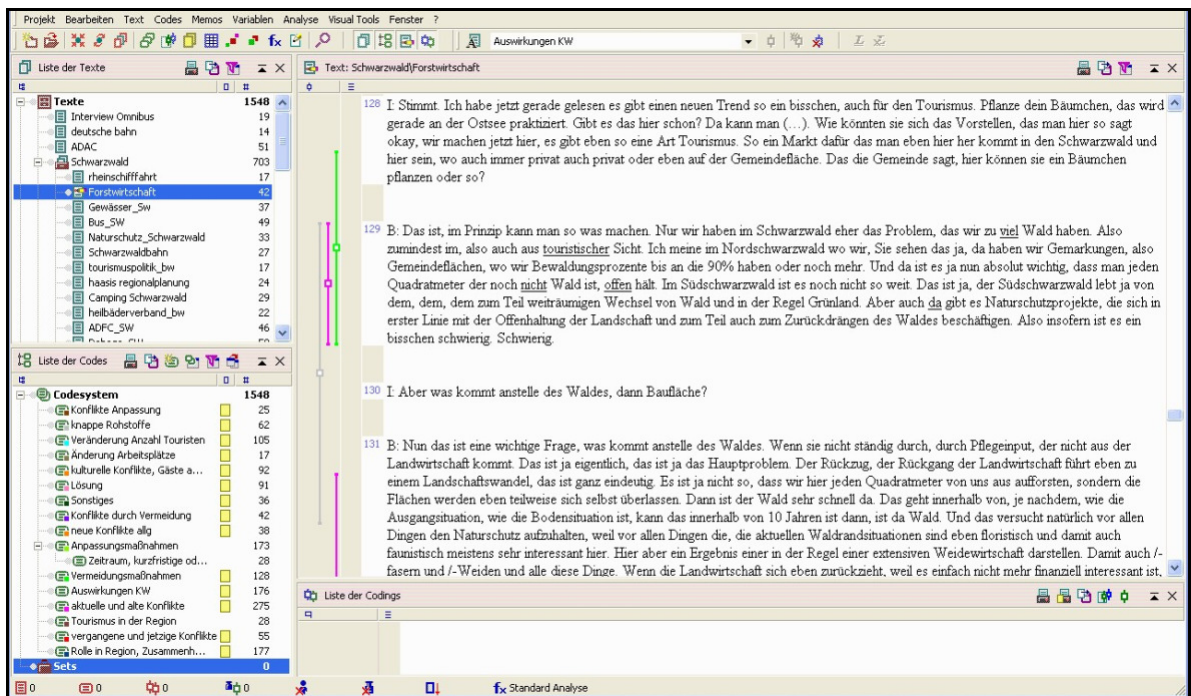 Projekt Bearbeiten Text Codes Memos Variablen Analyse Visual Tools Fenster ?
Auswirkungen KW
Liste der Texte
Texte 1548
Interview Omnibus 19
deutsche bahn 14
ADAC 51
Schwarzwald 703
rheinschifffahrt 17
Forstwirtschaft 42
Gewässer_Sw 37
Bus_SW 49
Naturschutz_Schwarzwald 33
Schwarzwaldbahn 27
tourismuspolitik_bw 17
haasis regionalplanung 24
Camping Schwarzwald 29
heilbäderverband_bw 22
ADFC_SW 46
Liste der Codes
Codesystem 1548
Konflikte Anpassung 25
knappe Rohstoffe 62
Veränderung Anzahl Touristen 105
Änderung Arbeitsplätze 17
kulturelle Konflikte, Gäste a... 92
Lösung 91
Sonstiges 36
Konflikte durch Vermeidung 42
neue Konflikte allg 38
Anpassungsmaßnahmen 173
Zeitraum, kurzfristige od... 28
Vermeidungsmaßnahmen 128
Auswirkungen KW 176
aktuelle und alte Konflikte 275
Tourismus in der Region 28
vergangene und jetzige Konflikte 55
Rolle in Region, Zusammenh... 177
Sets 0
Text: Schwarzwald\Forstwirtschaft
128 I: Stimmt. Ich habe jetzt gerade gelesen es gibt einen neuen Trend so ein bisschen, auch für den Tourismus. Pflanze dein Bäumchen, das wird
gerade an der Ostsee praktiziert. Gibt es das hier schon? Da kann man (...). Wie könnten sie sich das Vorstellen, das man hier so sagt
okay, wir machen jetzt hier, es gibt eben so eine Art Tourismus. So ein Markt dafür das man eben hier her kommt in den Schwarzwald und
hier sein, wo auch immer privat auch privat oder eben auf der Gemeindefläche. Das die Gemeinde sagt, hier können sie ein Bäumchen
pflanzen oder so?
129 B: Das ist, im Prinzip kann man so was machen. Nur wir haben im Schwarzwald eher das Problem, das wir zu viel Wald haben. Also
zumindest im, also auch aus touristischer Sicht. Ich meine im Nordschwarzwald wo wir, Sie sehen das ja, da haben wir Gemarkungen, also
Gemeindeflächen, wo wir Bewaldungsprozente bis an die 90% haben oder noch mehr. Und da ist es ja nun absolut wichtig, dass man jeden
Quadratmeter der noch nicht Wald ist, offen hält. Im Südschwarzwald ist es noch nicht so weit. Das ist ja, der Südschwarzwald lebt ja von
dem, dem, dem zum Teil weiträumigen Wechsel von Wald und in der Regel Grünland. Aber auch da gibt es Naturschutzprojekte, die sich in
erster Linie mit der Offenhaltung der Landschaft und zum Teil auch zum Zurückdrängen des Waldes beschäftigen. Also insofern ist es ein
bisschen schwierig. Schwierig.
130 I: Aber was kommt anstelle des Waldes, dann Baufläche?
131 B: Nun das ist eine wichtige Frage, was kommt anstelle des Waldes. Wenn sie nicht ständig durch, durch Pflegeinput, der nicht aus der
Landwirtschaft kommt. Das ist ja eigentlich, das ist ja das Hauptproblem. Der Rückzug, der Rückgang der Landwirtschaft führt eben zu
einem Landschaftswandel, das ist ganz eindeutig. Es ist ja nicht so, dass wir hier jeden Quadratmeter von uns aus aufforsten, sondern die
Flächen werden eben teilweise sich selbst überlassen. Dann ist der Wald sehr schnell da. Das geht innerhalb von, je nachdem, wie die
Ausgangsituation, wie die Bodensituation ist, kann das innerhalb von 10 Jahren ist dann, ist da Wald. Und das versucht natürlich vor allen
Dingen den Naturschutz aufzuhalten, weil vor allen Dingen die, die aktuellen Waldrandsituationen sind eben floristisch und damit auch
faunistisch meistens sehr interessant hier. Hier aber ein Ergebnis einer in der Regel einer extensiven Weidewirtschaft darstellen. Damit auch /-
fasern und /-Weiden und alle diese Dinge. Wenn die Landwirtschaft sich eben zurückzieht, weil es einfach nicht mehr finanziell interessant ist,
Liste der Codings
0 0 0 0 Standard Analyse